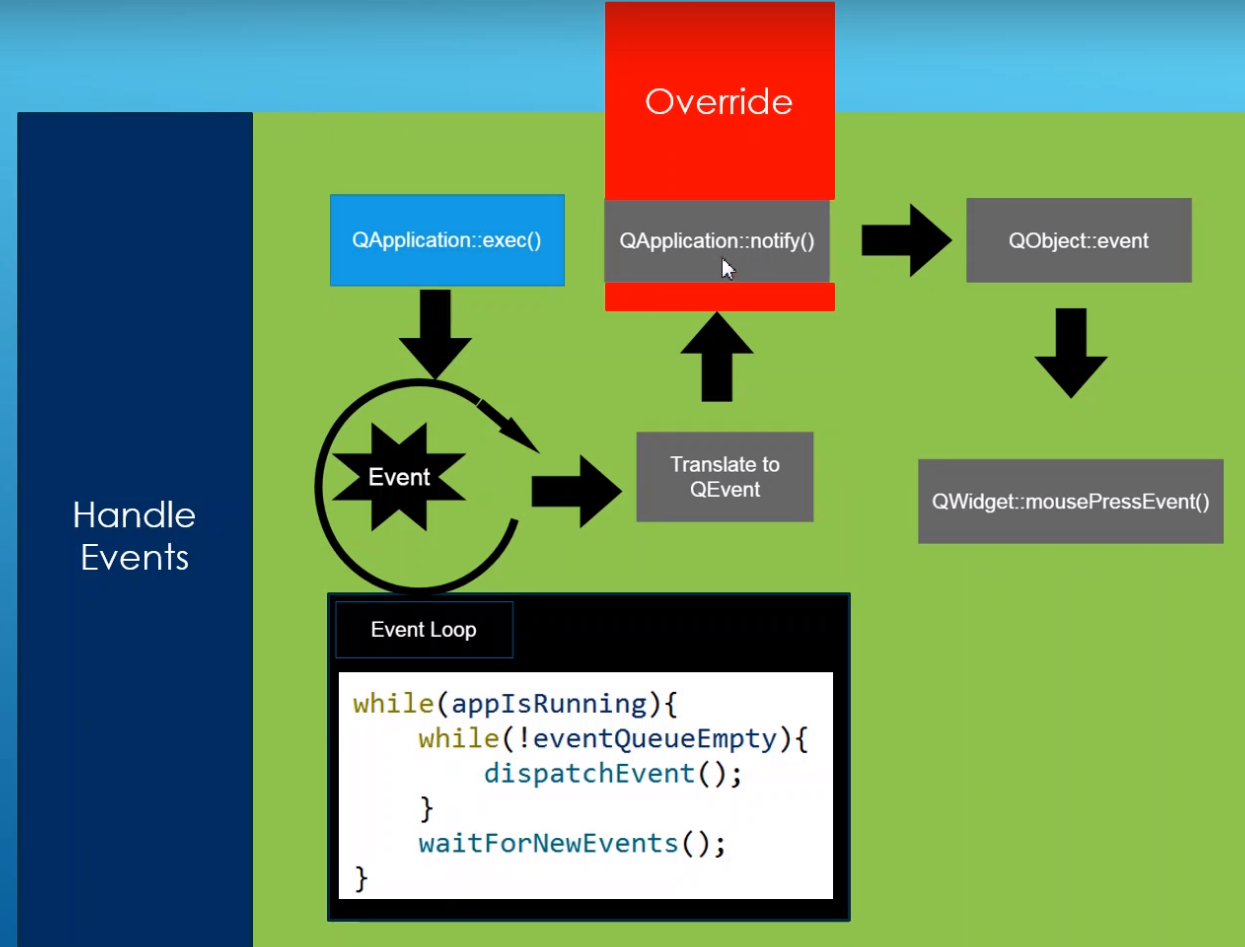 Override
Handle
Events
QApplication::exec()
QApplication::notify()
QObject::event
Event
Translate to
QEvent
QWidget::mousePressEvent()
Event Loop
while(appIsRunning){
    while(!eventQueueEmpty){
        dispatchEvent();
    }
    waitForNewEvents();
}